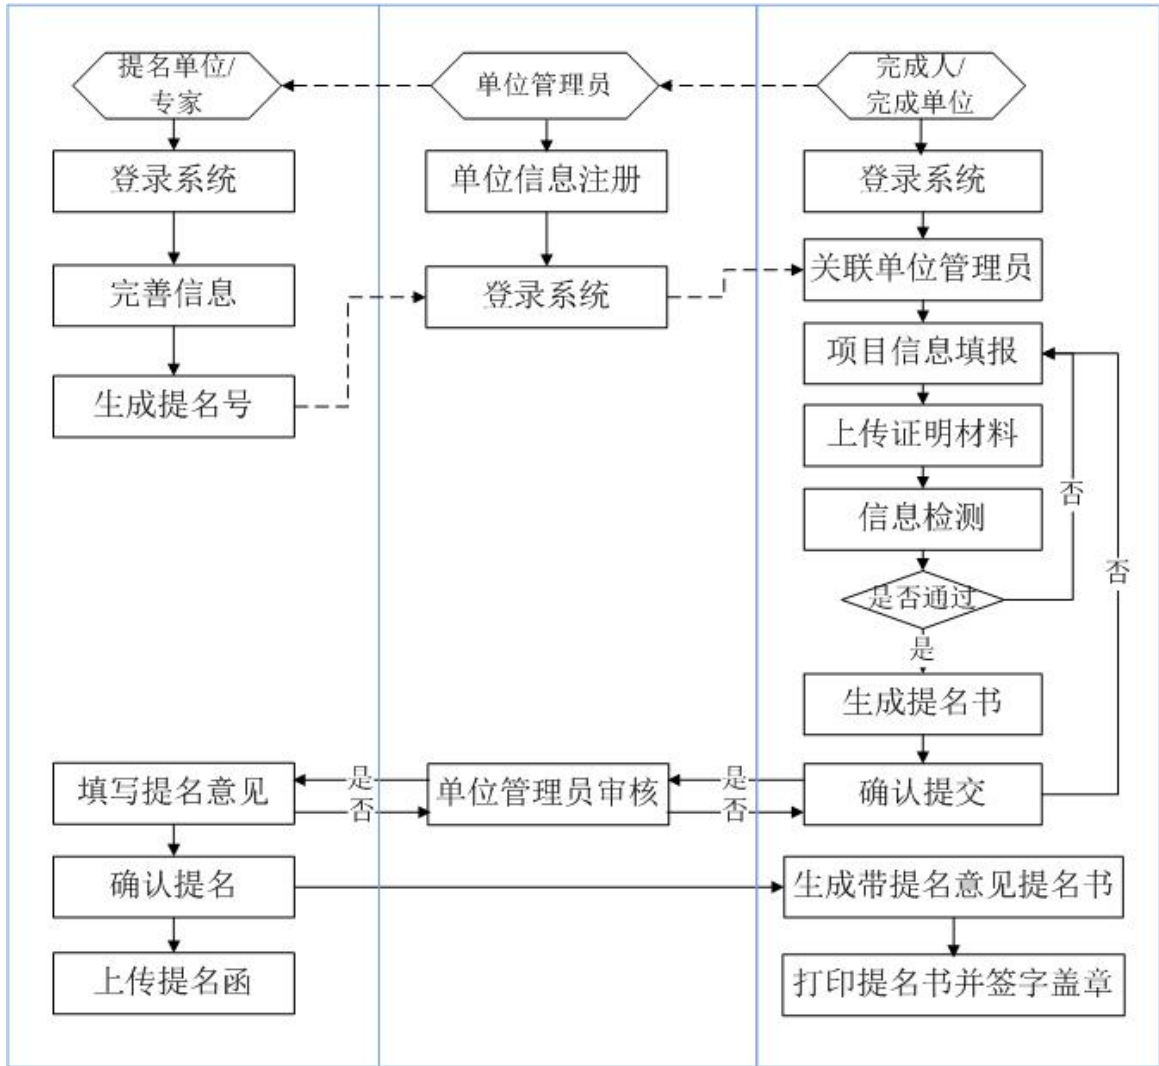 提名单位/
专家
单位管理员
完成人/
完成单位
登录系统
单位信息注册
登录系统
完善信息
登录系统
关联单位管理员
生成提名号
项目信息填报
上传证明材料
信息检测
否
否
是否通过
是
生成提名书
填写提名意见
是
否
单位管理员审核
是
否
确认提交
确认提名
生成带提名意见提名书
上传提名函
打印提名书并签字盖章